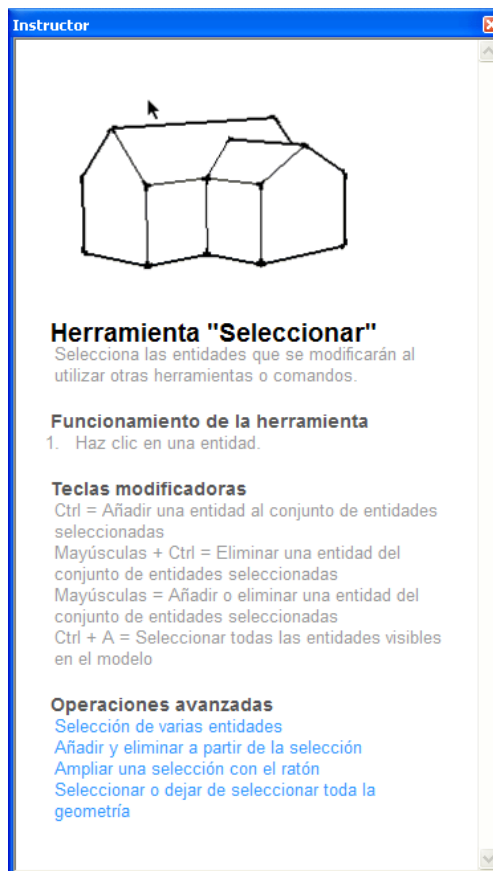 Instructor
Herramienta "Seleccionar"
Selecciona las entidades que se modificarán al
utilizar otras herramientas o comandos.
Funcionamiento de la herramienta
1. Haz clic en una entidad.
Teclas modificadoras
Ctrl = Añadir una entidad al conjunto de entidades
seleccionadas
Mayúsculas + Ctrl = Eliminar una entidad del
conjunto de entidades seleccionadas
Mayúsculas = Añadir o eliminar una entidad del
conjunto de entidades seleccionadas
Ctrl + A = Seleccionar todas las entidades visibles
en el modelo
Operaciones avanzadas
Selección de varias entidades
Añadir y eliminar a partir de la selección
Ampliar una selección con el ratón
Seleccionar o dejar de seleccionar toda la
geometría